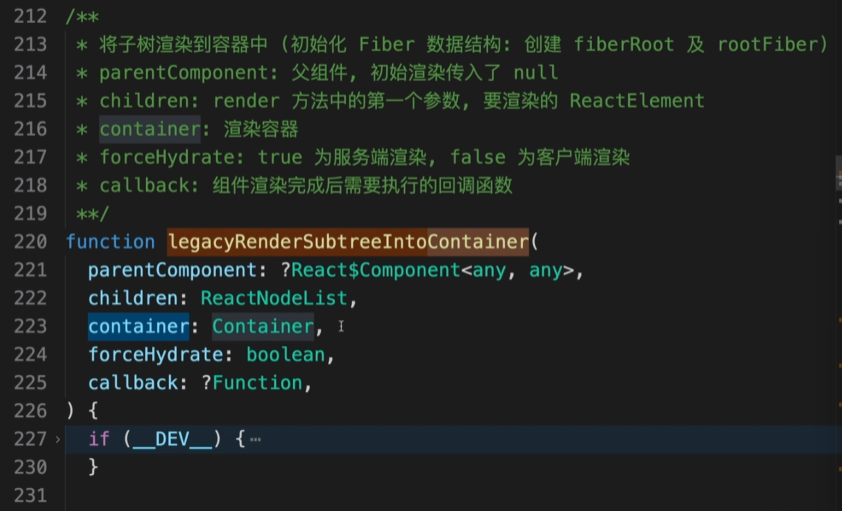 212 /**
213  * 将子树渲染到容器中 (初始化 Fiber 数据结构: 创建 fiberRoot 及 rootFiber)
214  * parentComponent: 父组件, 初始渲染传入了 null
215  * children: render 方法中的第一个参数, 要渲染的 ReactElement
216  * container: 渲染容器
217  * forceHydrate: true 为服务端渲染, false 为客户端渲染
218  * callback: 组件渲染完成后需要执行的回调函数
219  **/
220 function legacyRenderSubtreeIntoContainer(
221   parentComponent: ?React$Component<any, any>,
222   children: ReactNodeList,
223   container: Container,
224   forceHydrate: boolean,
225   callback: ?Function,
226 ) {
227 › if (__DEV__) {⋯
230   }
231